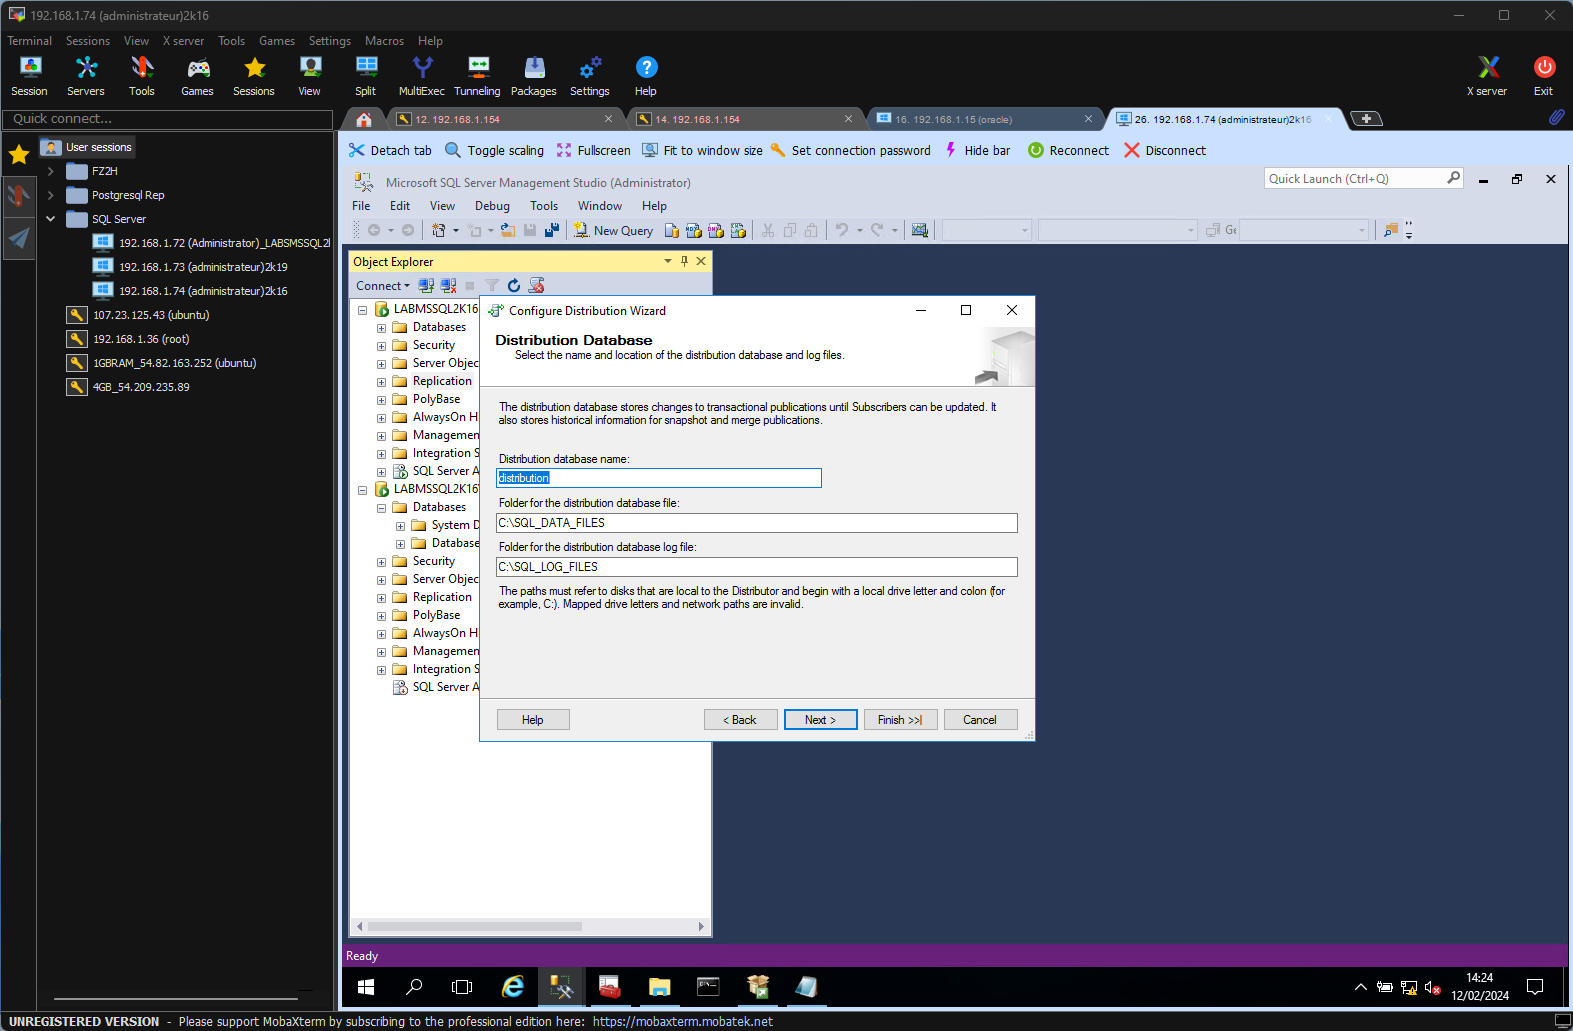 192.168.1.74 (administrateur)2k16
Terminal Sessions View X server Tools Games Settings Macros Help
Session Servers Tools Games Sessions View Split MultiExec Tunneling Packages Settings Help X server Exit
Quick connect...
12. 192.168.1.154
14. 192.168.1.154
16. 192.168.1.15 (oracle)
26. 192.168.1.74 (administrateur)2k16
User sessions
FZ2H
Postgresql Rep
SQL Server
192.168.1.72 (Administrator)_LABSMSSQL2
192.168.1.73 (administrateur)2k19
192.168.1.74 (administrateur)2k16
107.23.125.43 (ubuntu)
192.168.1.36 (root)
1GBRAM_54.82.163.252 (ubuntu)
4GB_54.209.235.89
Detach tab Toggle scaling Fullscreen Fit to window size Set connection password Hide bar Reconnect Disconnect
Microsoft SQL Server Management Studio (Administrator)
Quick Launch (Ctrl+Q)
File Edit View Debug Tools Window Help
New Query
Ge
Object Explorer
Connect
LABMSSQL2K16
Databases
Security
Server Objec
Replication
PolyBase
AlwaysOn H
Managemen
Integration S
SQL Server A
LABMSSQL2K16
Databases
System D
Database
Security
Server Objec
Replication
PolyBase
AlwaysOn H
Managemen
Integration S
SQL Server A
Configure Distribution Wizard
Distribution Database
Select the name and location of the distribution database and log files.
The distribution database stores changes to transactional publications until Subscribers can be updated. It
also stores historical information for snapshot and merge publications.
Distribution database name:
distribution
Folder for the distribution database file:
C:\SQL_DATA_FILES
Folder for the distribution database log file:
C:\SQL_LOG_FILES
The paths must refer to disks that are local to the Distributor and begin with a local drive letter and colon (for
example, C:). Mapped drive letters and network paths are invalid.
Help < Back Next > Finish >>| Cancel
Ready
14:24
12/02/2024
UNREGISTERED VERSION - Please support MobaXterm by subscribing to the professional edition here: https://mobaxterm.mobatek.net